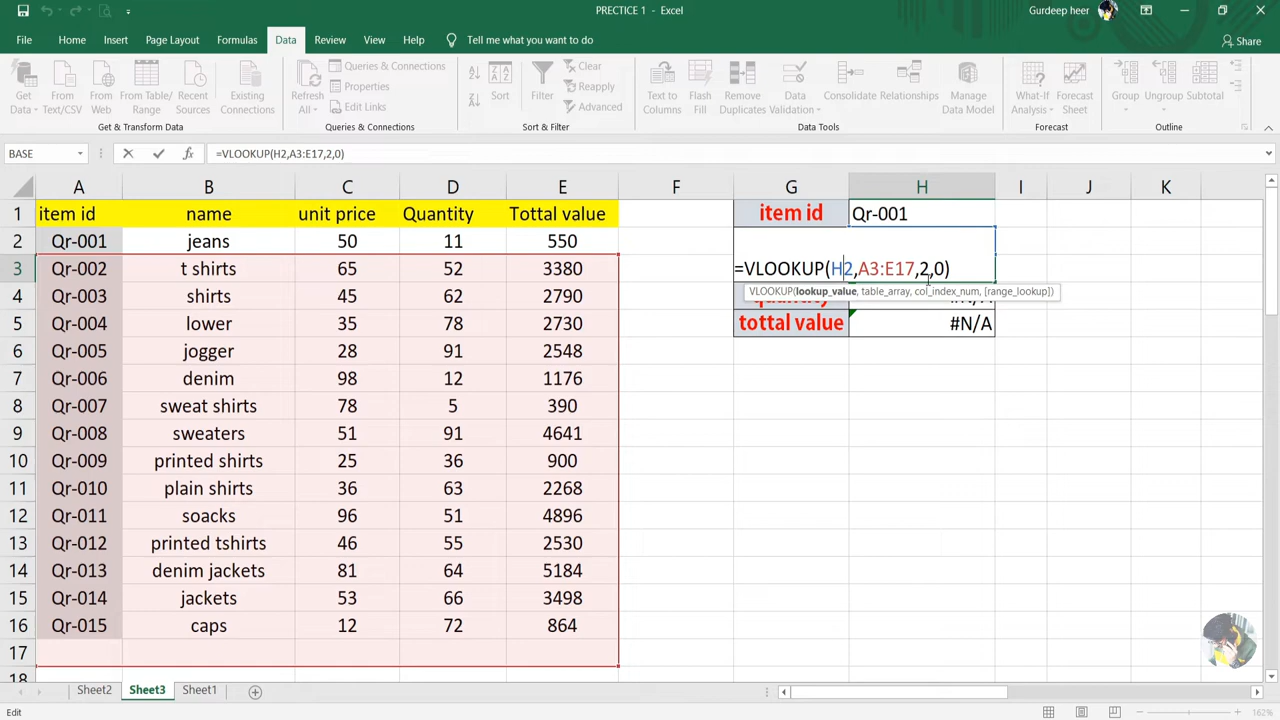 PRECTICE 1 - Excel
Gurdeep heer
File Home Insert Page Layout Formulas Data Review View Help Tell me what you want to do Share
Get Data From Text/CSV From Web From Table/Range Recent Sources Existing Connections
Refresh All Queries & Connections Properties Edit Links
Sort Filter Clear Reapply Advanced
Text to Columns Flash Fill Remove Duplicates Data Validation Consolidate Relationships Manage Data Model
What-If Analysis Forecast Sheet Group Ungroup Subtotal
Get & Transform Data Queries & Connections Sort & Filter Data Tools Forecast Outline
BASE =VLOOKUP(H2,A3:E17,2,0)
A B C D E F G H I J K
1 item id name unit price Quantity Tottal value item id Qr-001
2 Qr-001 jeans 50 11 550
3 Qr-002 t shirts 65 52 3380 =VLOOKUP(H2,A3:E17,2,0)
VLOOKUP(lookup_value, table_array, col_index_num, [range_lookup])
4 Qr-003 shirts 45 62 2790 quantity #N/A
5 Qr-004 lower 35 78 2730 tottal value #N/A
6 Qr-005 jogger 28 91 2548
7 Qr-006 denim 98 12 1176
8 Qr-007 sweat shirts 78 5 390
9 Qr-008 sweaters 51 91 4641
10 Qr-009 printed shirts 25 36 900
11 Qr-010 plain shirts 36 63 2268
12 Qr-011 soacks 96 51 4896
13 Qr-012 printed tshirts 46 55 2530
14 Qr-013 denim jackets 81 64 5184
15 Qr-014 jackets 53 66 3498
16 Qr-015 caps 12 72 864
17
18
Sheet2 Sheet3 Sheet1
Edit 162%